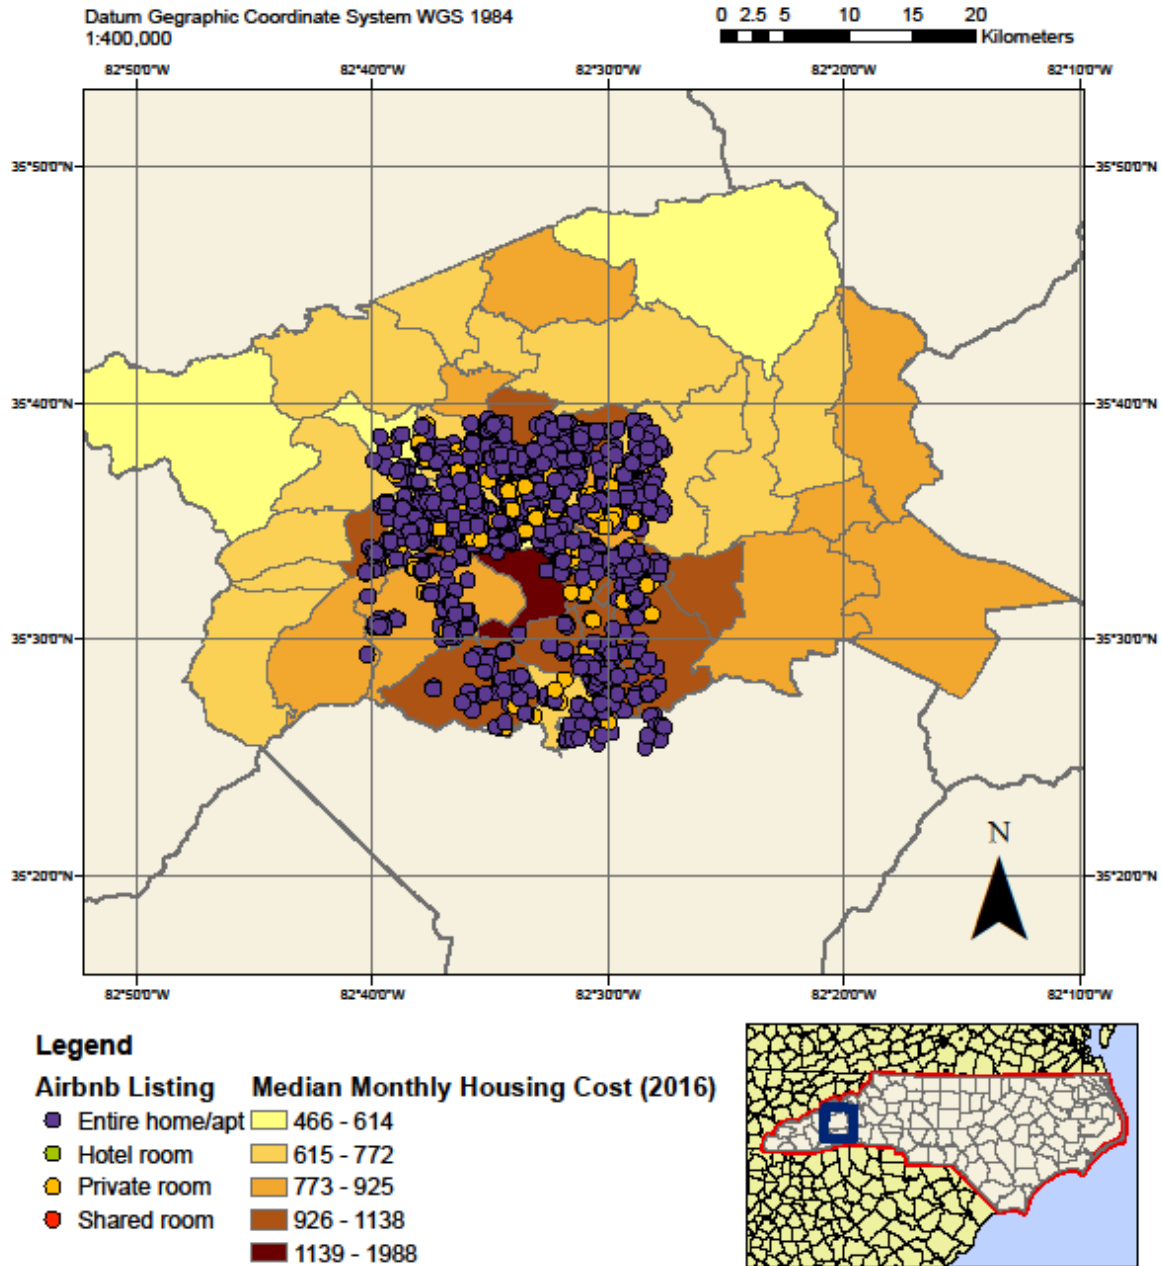 Datum Gegraphic Coordinate System WGS 1984
1:400,000
0 2.5 5 10 15 20
Kilometers
82°50'0"W 82°40'0"W 82°30'0"W 82°20'0"W 82°10'0"W
35°50'0"N 35°50'0"N
35°40'0"N 35°40'0"N
35°30'0"N 35°30'0"N
N
35°20'0"N 35°20'0"N
82°50'0"W 82°40'0"W 82°30'0"W 82°20'0"W 82°10'0"W
Legend
Airbnb Listing Median Monthly Housing Cost (2016)
Entire home/apt 466 - 614
Hotel room 615 - 772
Private room 773 - 925
Shared room 926 - 1138
1139 - 1988